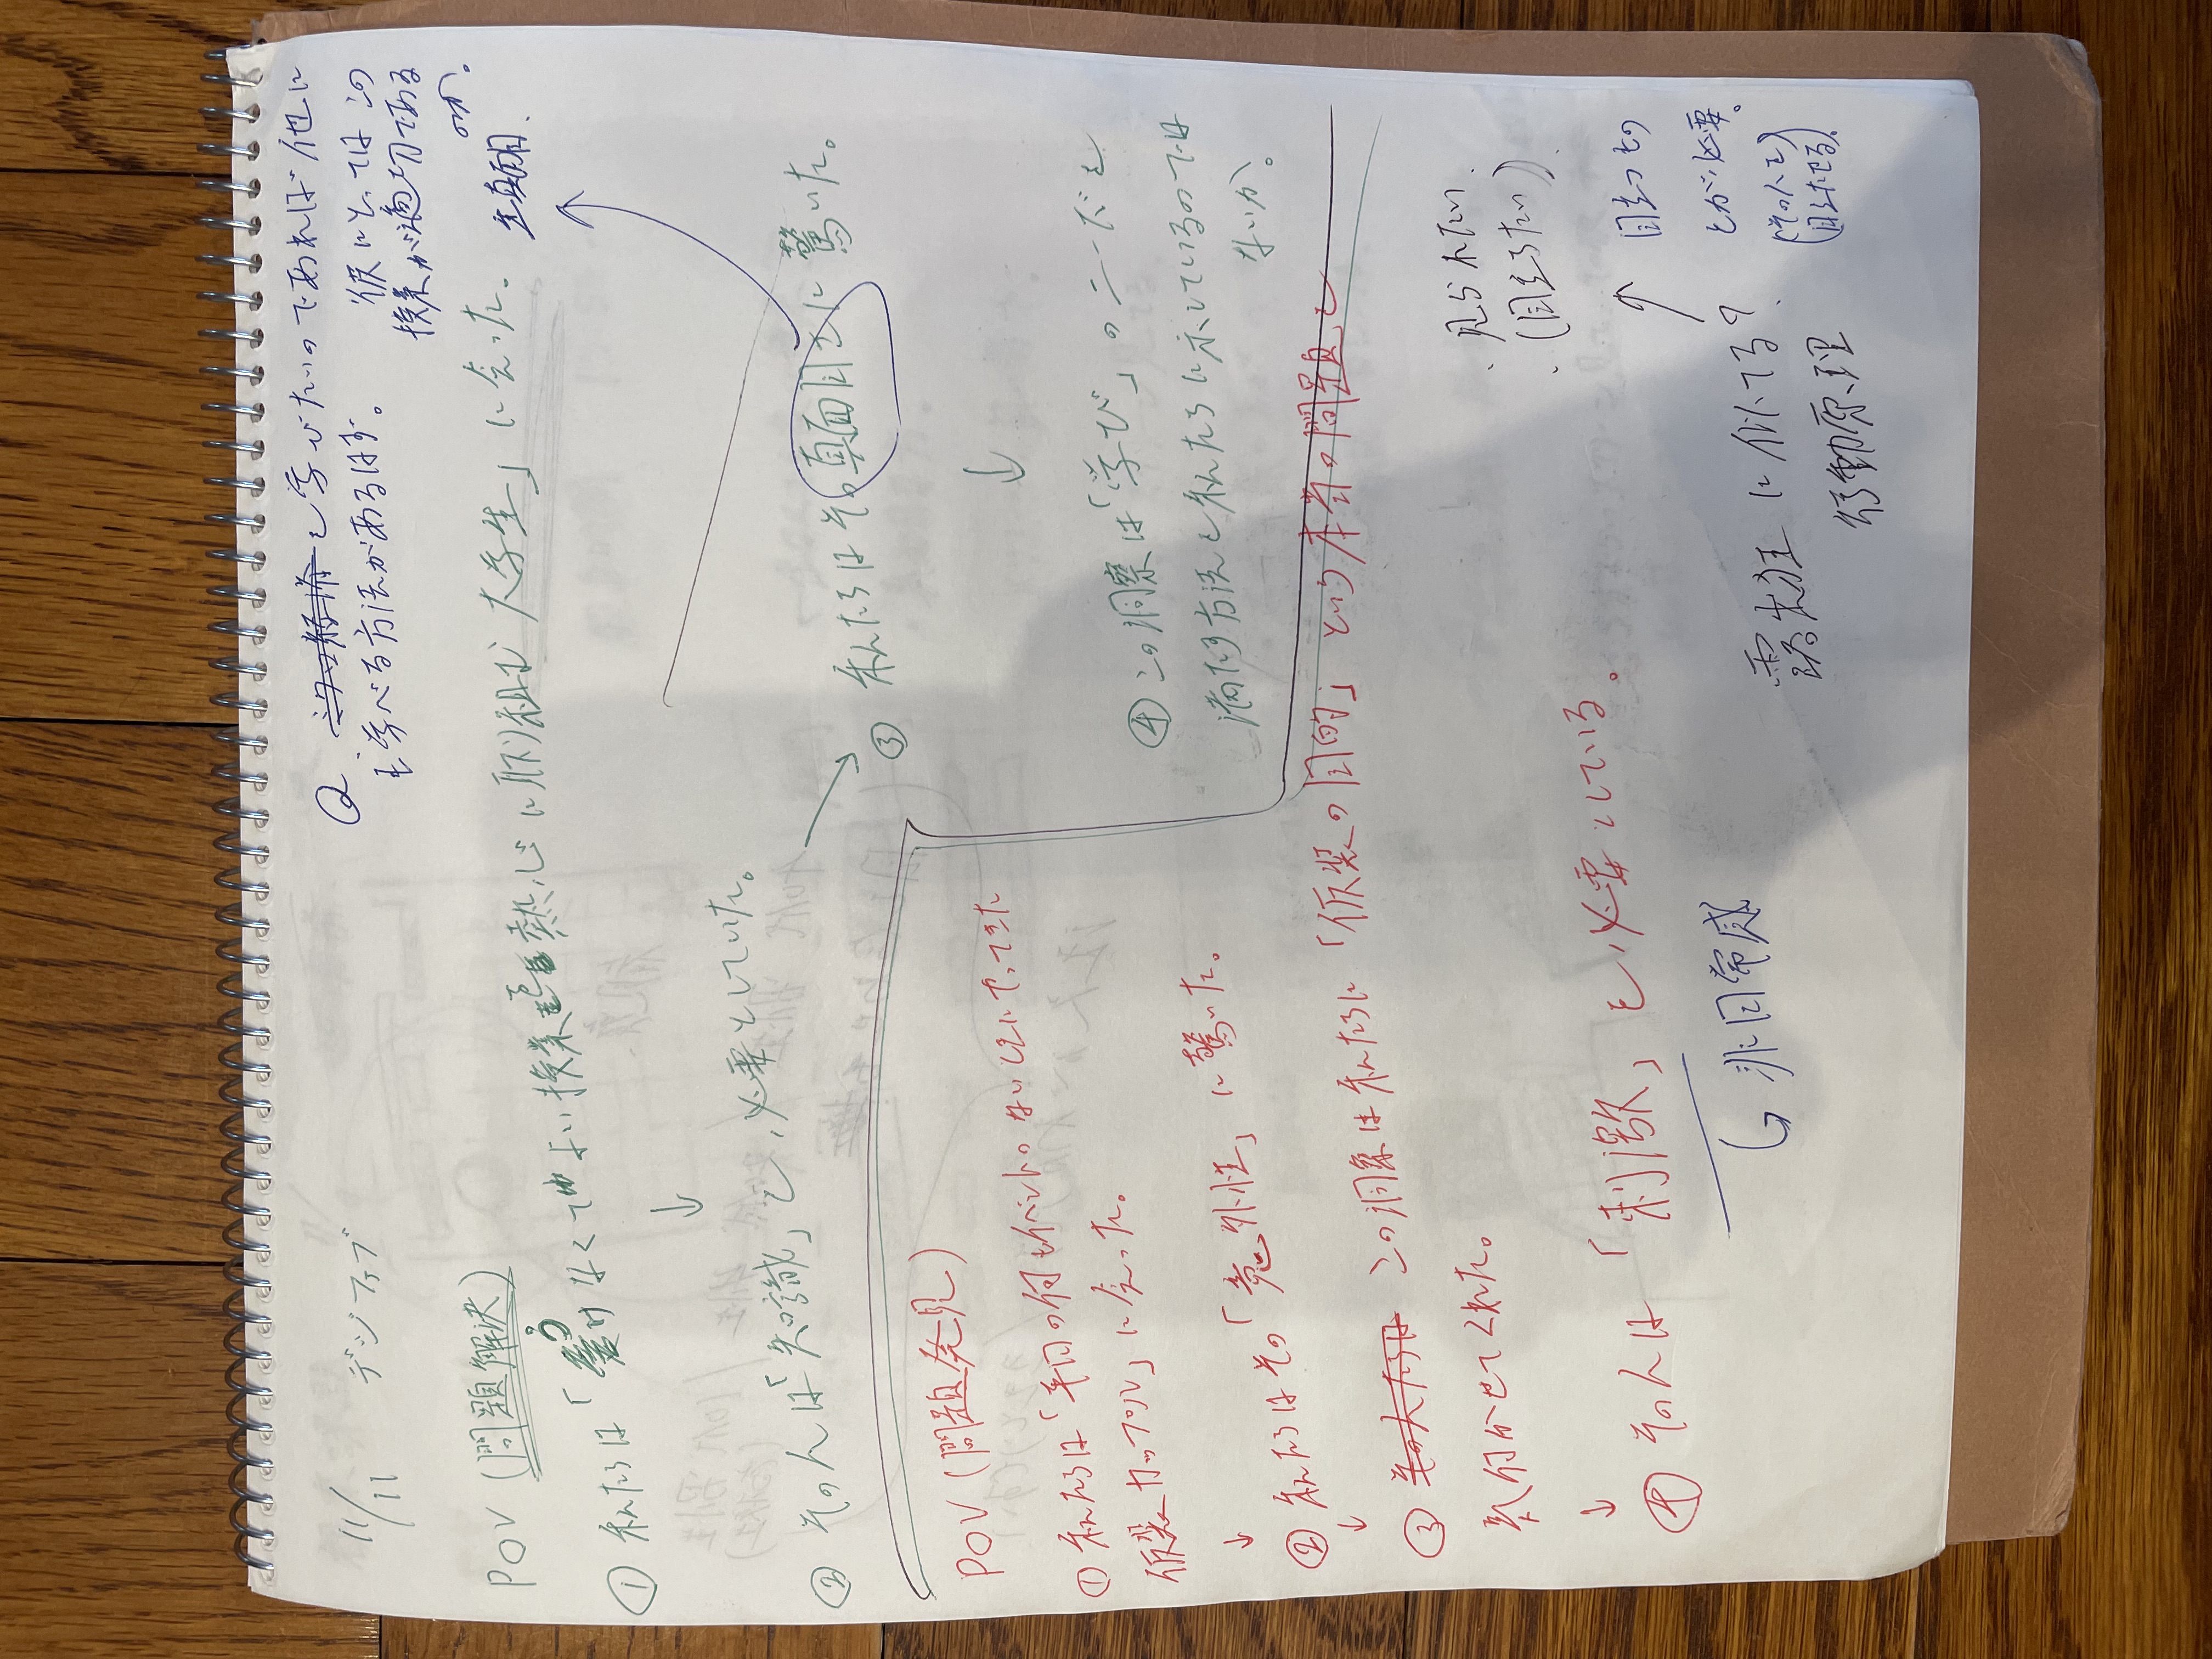 11/11 デジファブ
Q. を学びたいのであれば他に
も学べる方法があるはず。
彼にとってはこの
授業が適切である
のか。
POV (問題解決)
① 私たちは「受けなくてもよい授業を熱心に取り組む大学生」に会った。
真面目
↓
② その人は「知識」を必要としていた。
→
③ 私たちはその真面目さに驚いた。
↓
④ この洞察は「学び」のニーズを
満たす方法を私たちに示しているのでは
ないか。
POV (問題発見)
① 私たちは「平日の何もイベントのないときにやってきた
仮装カップル」に会った。
↓
② 私たちはその「意外性」に驚いた。
↓
③ その人たちは この洞察は私たちに「仮装の目的」という本当の問題を
気付かせてくれた。
↓
④ その人は「刺激」を必要としている。
非日常感
・見られたい
・(目立ちたい)
露出狂に似てる?
行動原理
目立つもの
とが必要。
(その人を
目立たせる。)